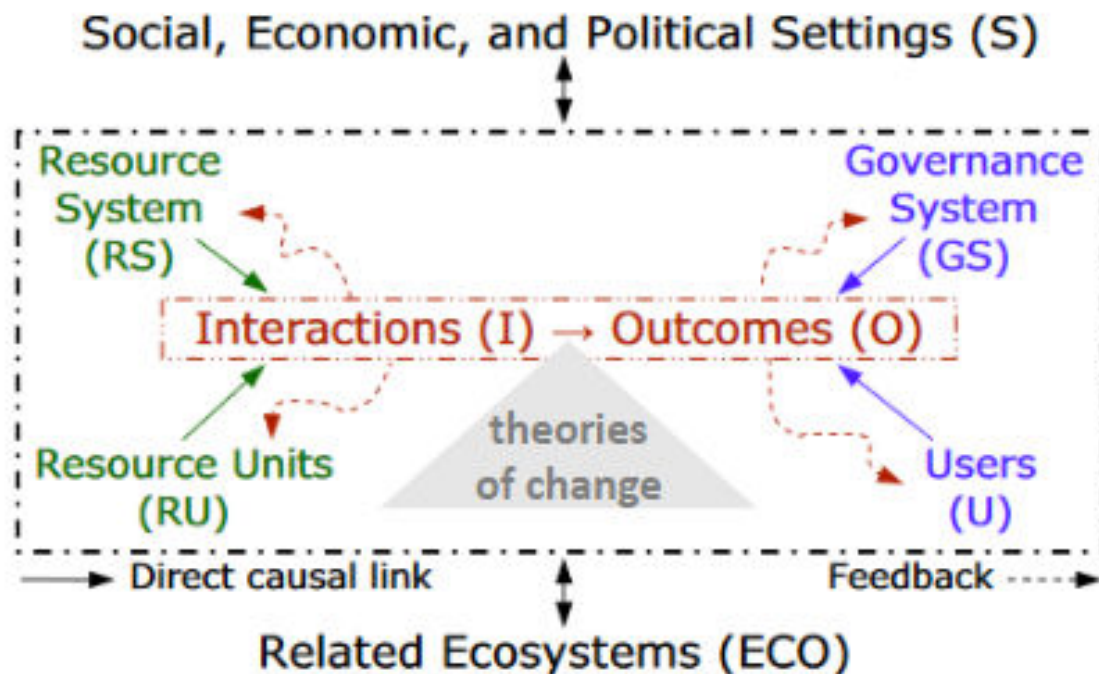 Social, Economic, and Political Settings (S)
Resource
System
(RS)
Governance
System
(GS)
Interactions (I) → Outcomes (O)
theories
of change
Resource Units
(RU)
Users
(U)
Direct causal link
Feedback
Related Ecosystems (ECO)